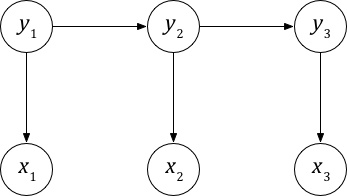 y₁ y₂ y₃
x₁ x₂ x₃